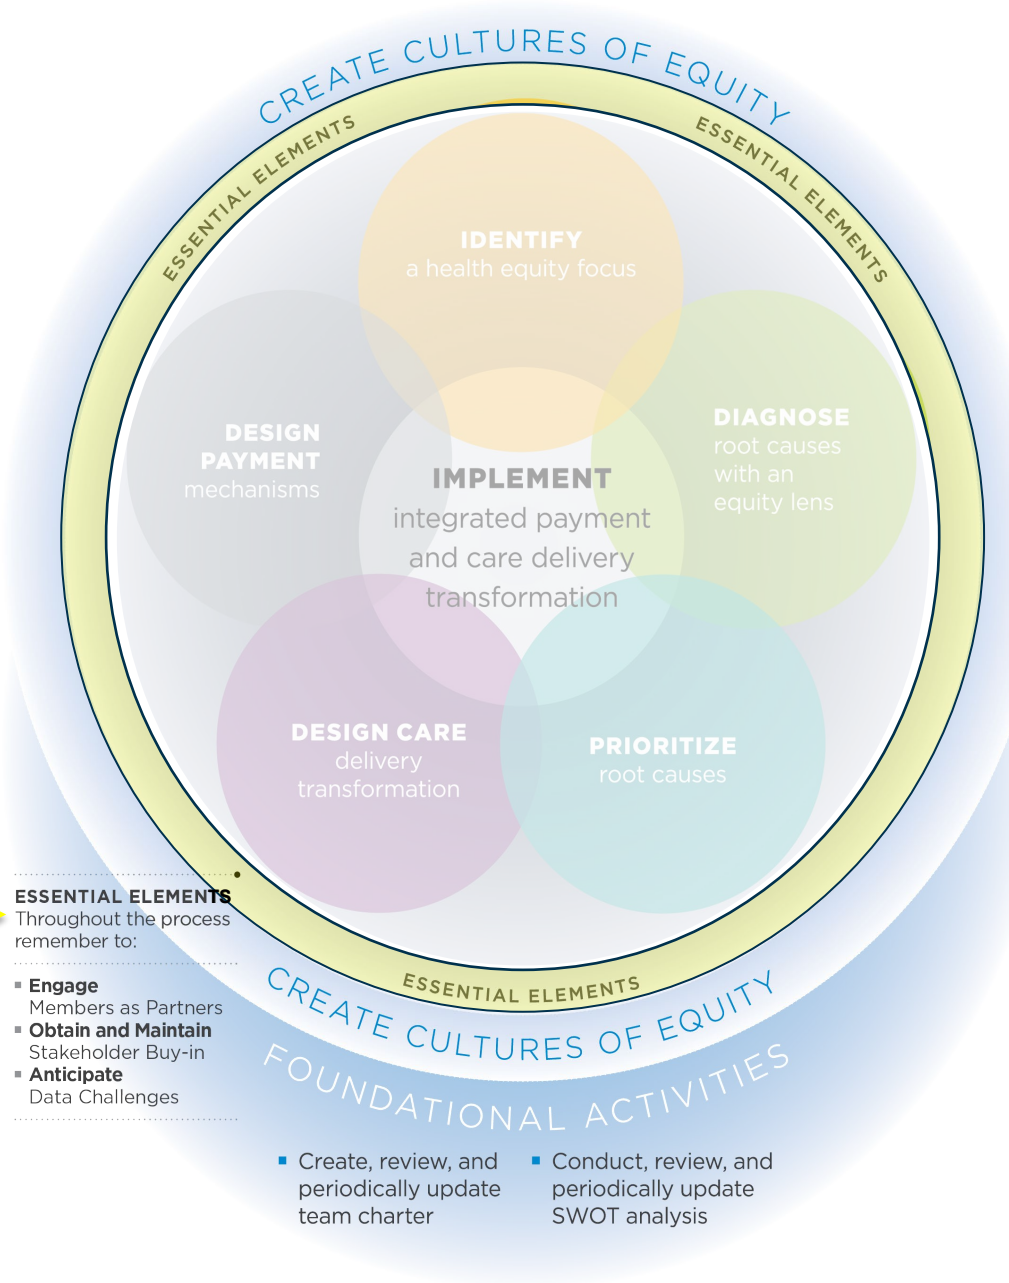 CREATE CULTURES OF EQUITY
ESSENTIAL ELEMENTS
ESSENTIAL ELEMENTS
IDENTIFY
a health equity focus
DIAGNOSE
root causes
with an
equity lens
DESIGN
PAYMENT
mechanisms
IMPLEMENT
integrated payment
and care delivery
transformation
DESIGN CARE
delivery
transformation
PRIORITIZE
root causes
ESSENTIAL ELEMENTS
Throughout the process
remember to:
▪ Engage
Members as Partners
▪ Obtain and Maintain
Stakeholder Buy-in
▪ Anticipate
Data Challenges
ESSENTIAL ELEMENTS
CREATE CULTURES OF EQUITY
FOUNDATIONAL ACTIVITIES
▪ Create, review, and
periodically update
team charter
▪ Conduct, review, and
periodically update
SWOT analysis